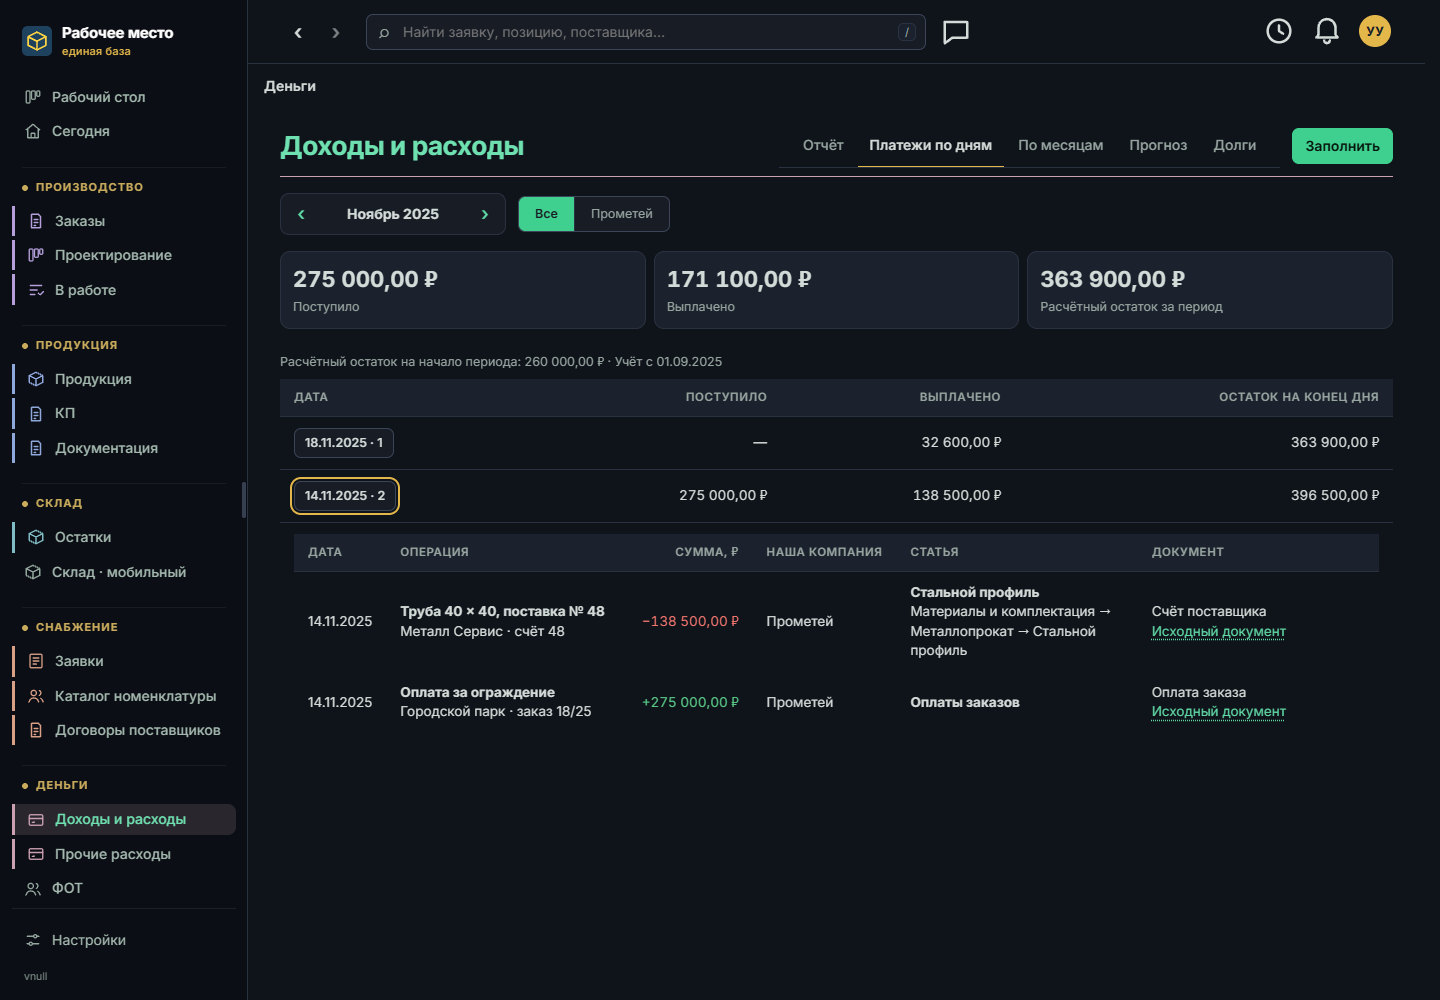 Рабочее место
единая база
Найти заявку, позицию, поставщика...
/
УУ
Деньги
Рабочий стол
Сегодня
ПРОИЗВОДСТВО
Заказы
Проектирование
В работе
ПРОДУКЦИЯ
Продукция
КП
Документация
СКЛАД
Остатки
Склад · мобильный
СНАБЖЕНИЕ
Заявки
Каталог номенклатуры
Договоры поставщиков
ДЕНЬГИ
Доходы и расходы
Прочие расходы
ФОТ
Настройки
vnull
Доходы и расходы
Отчёт
Платежи по дням
По месяцам
Прогноз
Долги
Заполнить
Ноябрь 2025
Все
Прометей
275 000,00 ₽
Поступило
171 100,00 ₽
Выплачено
363 900,00 ₽
Расчётный остаток за период
Расчётный остаток на начало периода: 260 000,00 ₽ · Учёт с 01.09.2025
ДАТА ПОСТУПИЛО ВЫПЛАЧЕНО ОСТАТОК НА КОНЕЦ ДНЯ
18.11.2025 · 1 — 32 600,00 ₽ 363 900,00 ₽
14.11.2025 · 2 275 000,00 ₽ 138 500,00 ₽ 396 500,00 ₽
ДАТА ОПЕРАЦИЯ СУММА, ₽ НАША КОМПАНИЯ СТАТЬЯ ДОКУМЕНТ
14.11.2025
Труба 40 × 40, поставка № 48
Металл Сервис · счёт 48
−138 500,00 ₽
Прометей
Стальной профиль
Материалы и комплектация →
Металлопрокат → Стальной
профиль
Счёт поставщика
Исходный документ
14.11.2025
Оплата за ограждение
Городской парк · заказ 18/25
+275 000,00 ₽
Прометей
Оплаты заказов
Оплата заказа
Исходный документ